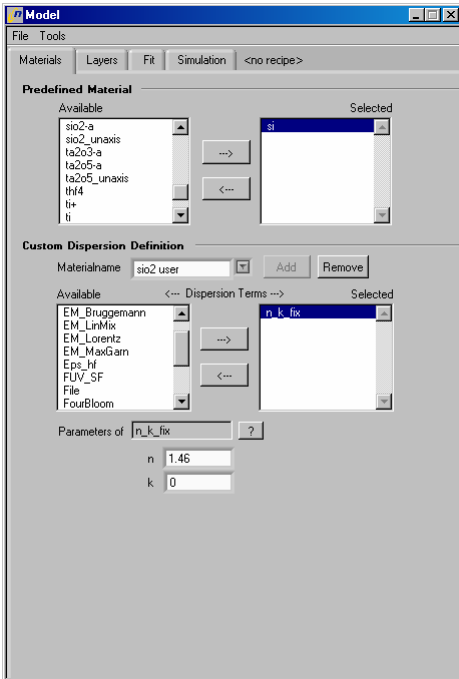 n Model
File Tools
Materials Layers Fit Simulation <no recipe>
Predefined Material
Available Selected
sio2-a si
sio2_unaxis
ta2o3-a
ta2o5-a
ta2o5_unaxis
thf4
ti+
ti
--->
<---
Custom Dispersion Definition
Materialname sio2 user Add Remove
Available <--- Dispersion Terms ---> Selected
EM_Bruggemann n_k_fix
EM_LinMix
EM_Lorentz
EM_MaxGarn
Eps_hf
FUV_SF
File
FourBloom
--->
<---
Parameters of n_k_fix ?
n 1.46
k 0